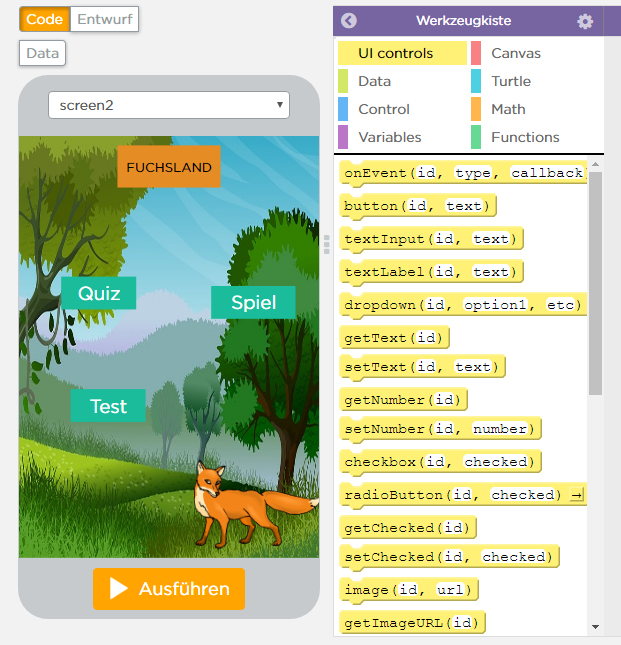 Code Entwurf
Data
screen2
FUCHSLAND
Quiz
Spiel
Test
Ausführen
Werkzeugkiste
UI controls Canvas
Data Turtle
Control Math
Variables Functions
onEvent(id, type, callback
button(id, text)
textInput(id, text)
textLabel(id, text)
dropdown(id, option1, etc)
getText(id)
setText(id, text)
getNumber(id)
setNumber(id, number)
checkbox(id, checked)
radioButton(id, checked) →
getChecked(id)
setChecked(id, checked)
image(id, url)
getImageURL(id)